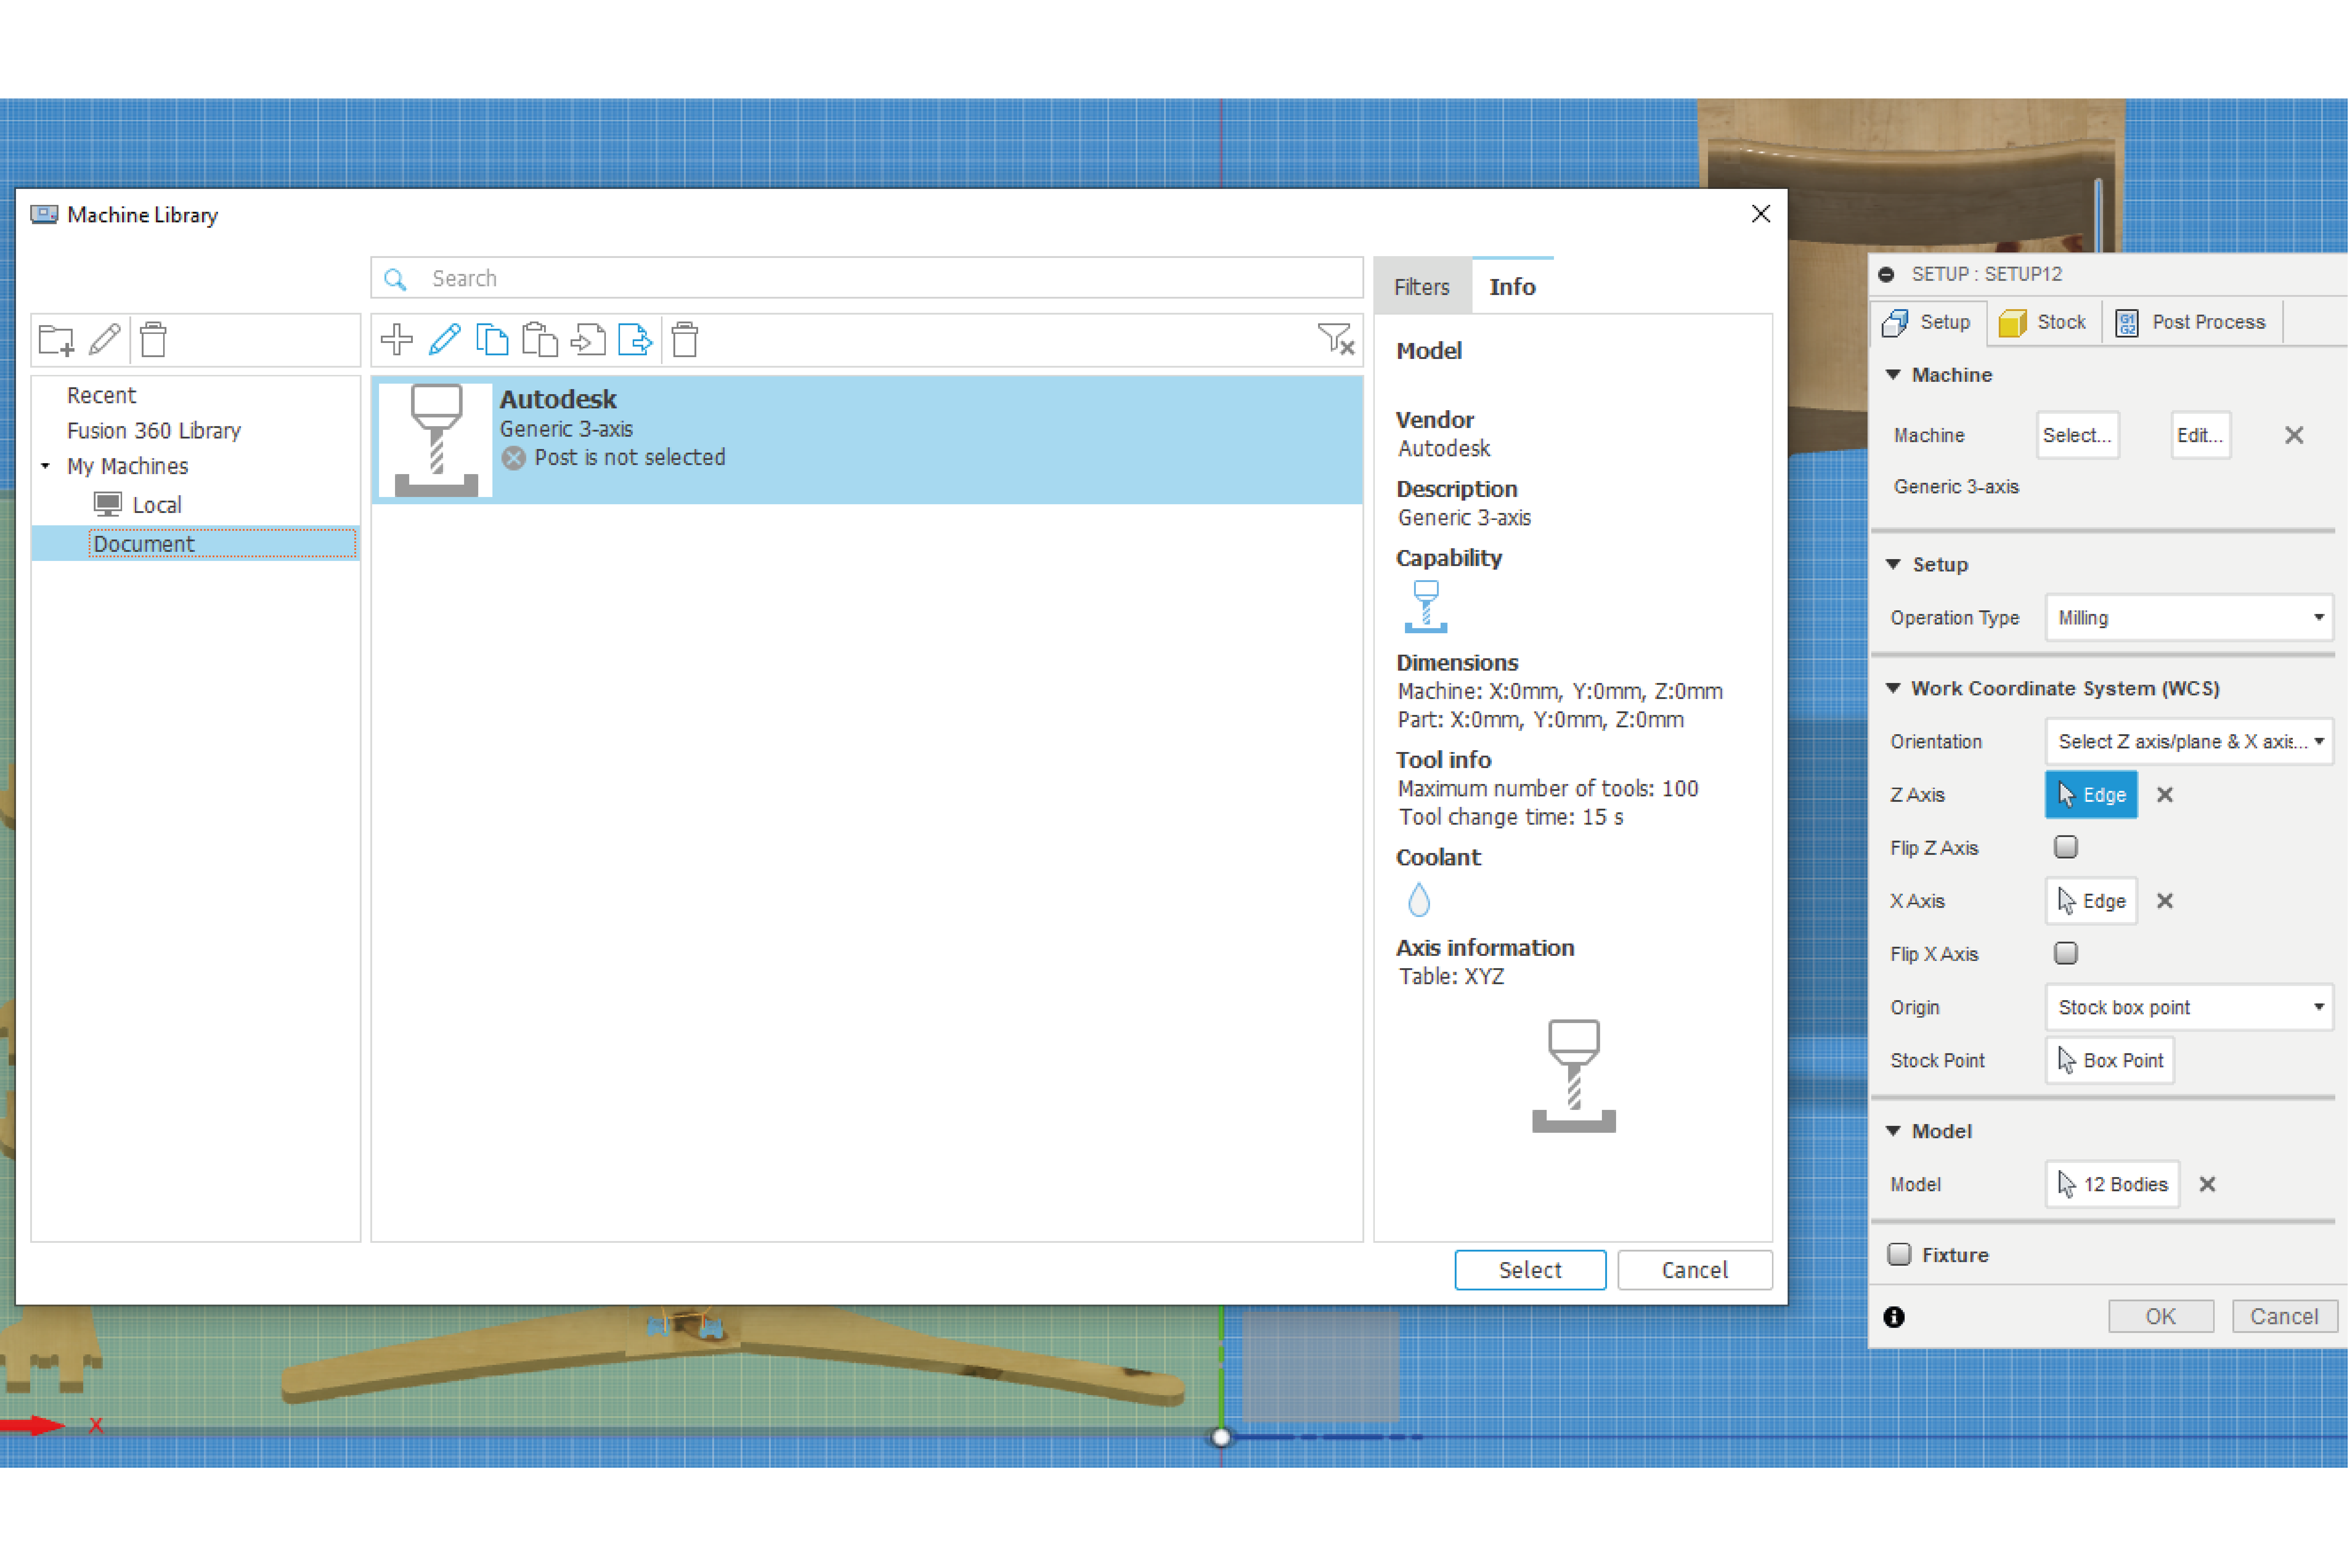 Machine Library
Search
Filters
Info
Recent
Fusion 360 Library
My Machines
Local
Document
Autodesk
Generic 3-axis
Post is not selected
Model
Vendor
Autodesk
Description
Generic 3-axis
Capability
Dimensions
Machine: X:0mm, Y:0mm, Z:0mm
Part: X:0mm, Y:0mm, Z:0mm
Tool info
Maximum number of tools: 100
Tool change time: 15 s
Coolant
Axis information
Table: XYZ
Select
Cancel
SETUP : SETUP12
Setup
Stock
G1
G2
Post Process
Machine
Machine
Select...
Edit...
Generic 3-axis
Setup
Operation Type
Milling
Work Coordinate System (WCS)
Orientation
Select Z axis/plane & X axis...
Z Axis
Edge
Flip Z Axis
X Axis
Edge
Flip X Axis
Origin
Stock box point
Stock Point
Box Point
Model
Model
12 Bodies
Fixture
OK
Cancel
X